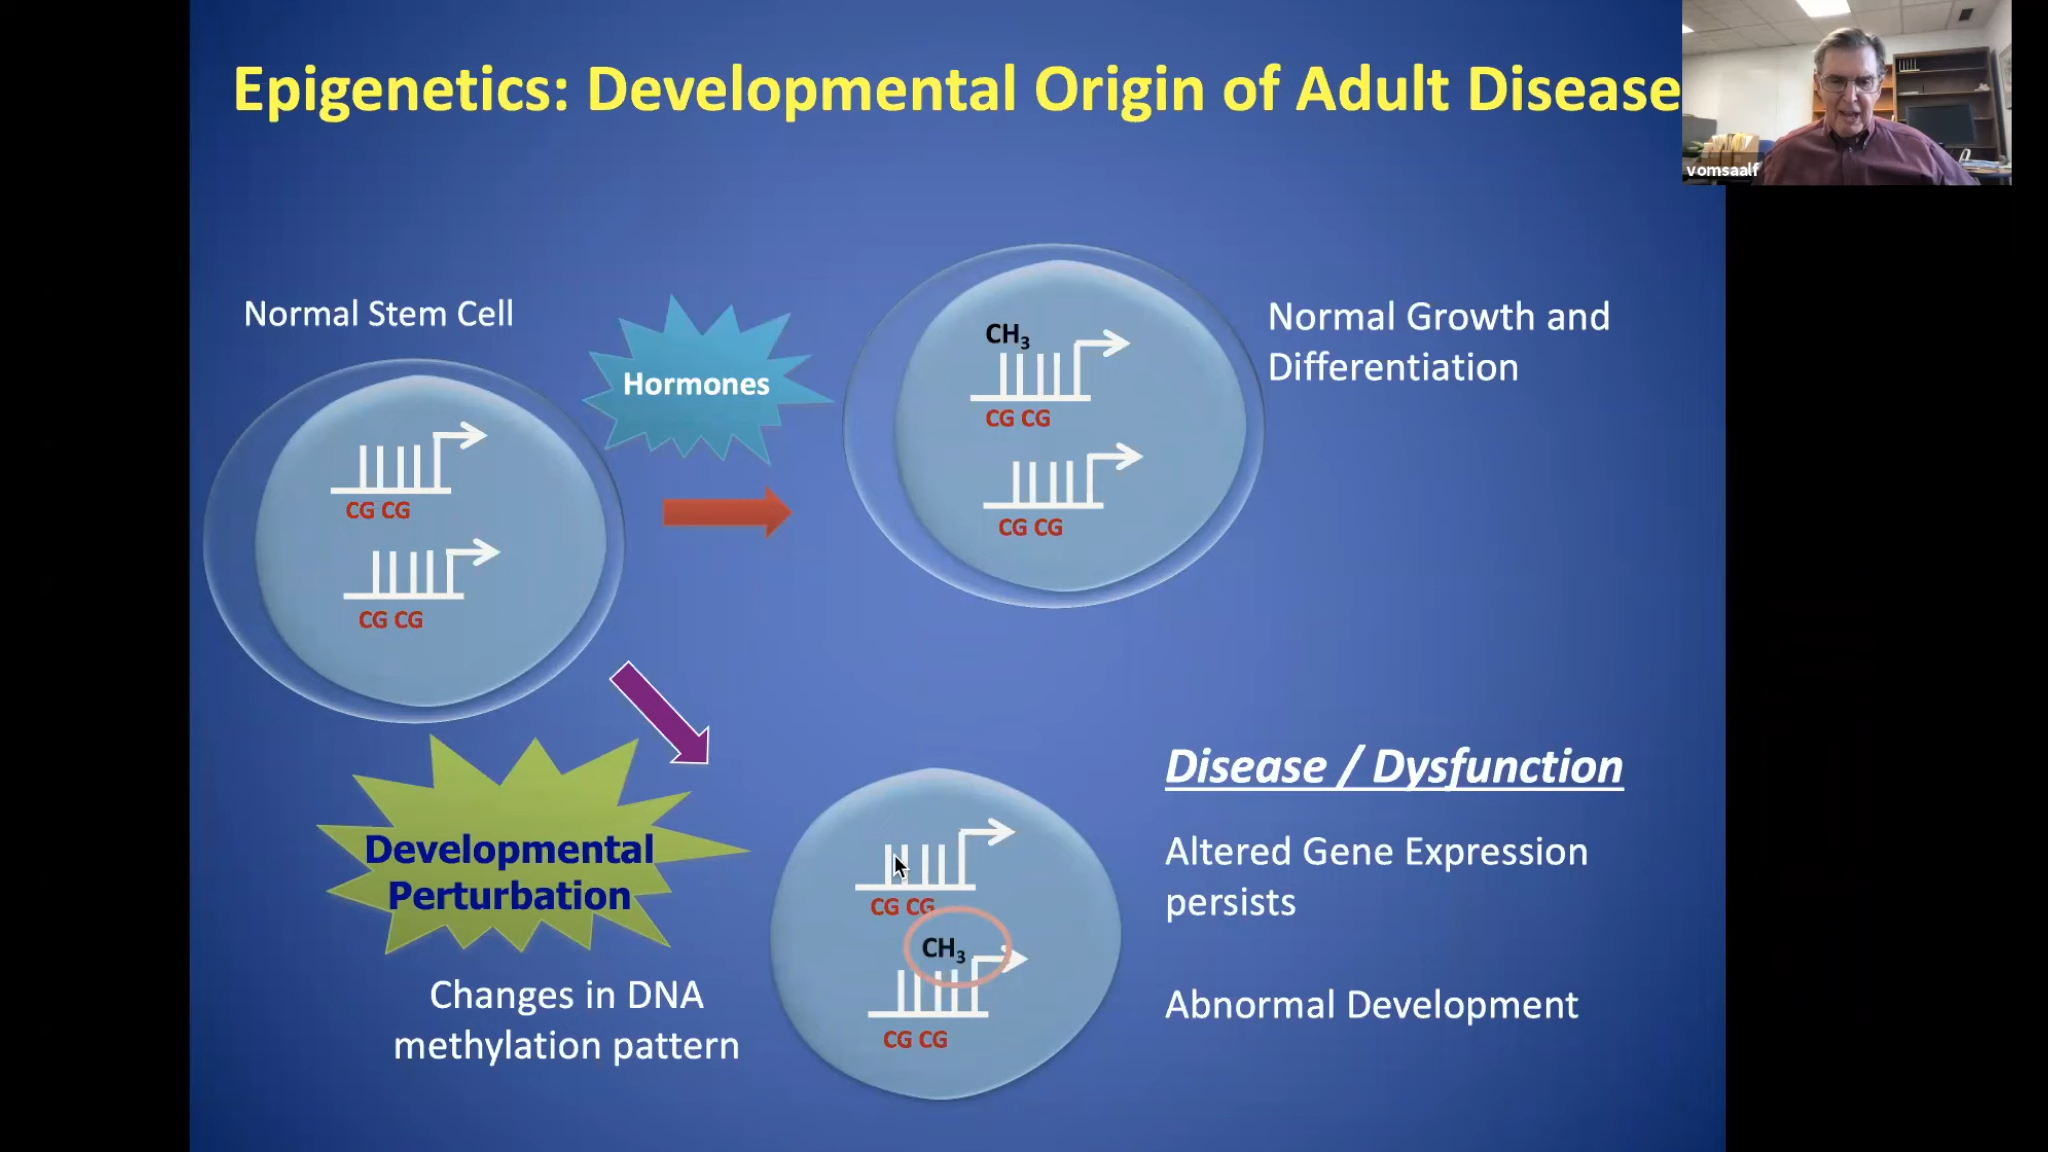 Epigenetics: Developmental Origin of Adult Disease
vomsaalf
Normal Stem Cell
Hormones
CH₃
CG CG
CG CG
Normal Growth and
Differentiation
CG CG
CG CG
Developmental
Perturbation
Changes in DNA
methylation pattern
CG CG
CH₃
CG CG
Disease / Dysfunction
Altered Gene Expression
persists
Abnormal Development